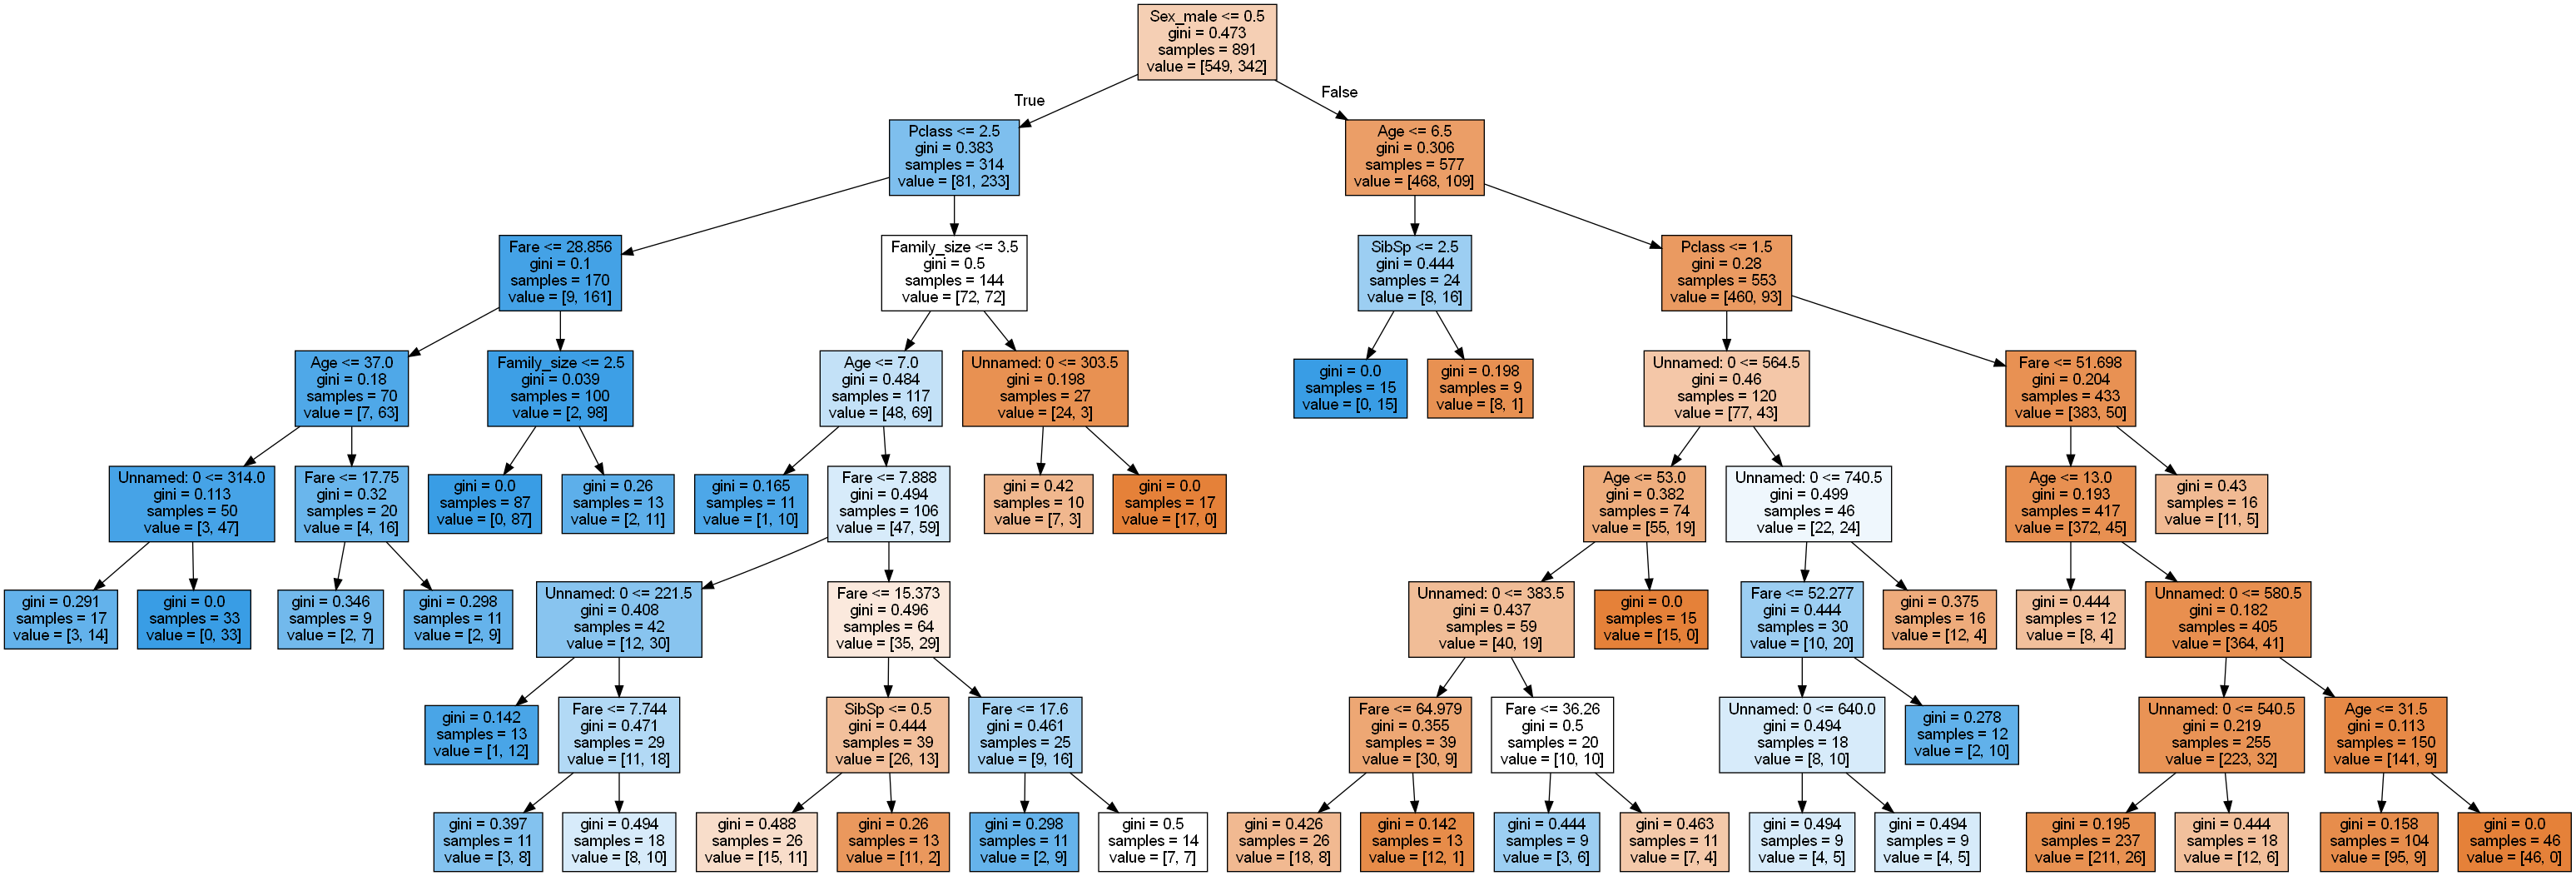 Sex_male <= 0.5
gini = 0.473
samples = 891
value = [549, 342]
True
False
Pclass <= 2.5
gini = 0.383
samples = 314
value = [81, 233]
Age <= 6.5
gini = 0.306
samples = 577
value = [468, 109]
Fare <= 28.856
gini = 0.1
samples = 170
value = [9, 161]
Family_size <= 3.5
gini = 0.5
samples = 144
value = [72, 72]
SibSp <= 2.5
gini = 0.444
samples = 24
value = [8, 16]
Pclass <= 1.5
gini = 0.28
samples = 553
value = [460, 93]
Age <= 37.0
gini = 0.18
samples = 70
value = [7, 63]
Family_size <= 2.5
gini = 0.039
samples = 100
value = [2, 98]
Age <= 7.0
gini = 0.484
samples = 117
value = [48, 69]
Unnamed: 0 <= 303.5
gini = 0.198
samples = 27
value = [24, 3]
gini = 0.0
samples = 15
value = [0, 15]
gini = 0.198
samples = 9
value = [8, 1]
Unnamed: 0 <= 564.5
gini = 0.46
samples = 120
value = [77, 43]
Fare <= 51.698
gini = 0.204
samples = 433
value = [383, 50]
Unnamed: 0 <= 314.0
gini = 0.113
samples = 50
value = [3, 47]
Fare <= 17.75
gini = 0.32
samples = 20
value = [4, 16]
gini = 0.0
samples = 87
value = [0, 87]
gini = 0.26
samples = 13
value = [2, 11]
gini = 0.165
samples = 11
value = [1, 10]
Fare <= 7.888
gini = 0.494
samples = 106
value = [47, 59]
gini = 0.42
samples = 10
value = [7, 3]
gini = 0.0
samples = 17
value = [17, 0]
Age <= 53.0
gini = 0.382
samples = 74
value = [55, 19]
Unnamed: 0 <= 740.5
gini = 0.499
samples = 46
value = [22, 24]
Age <= 13.0
gini = 0.193
samples = 417
value = [372, 45]
gini = 0.43
samples = 16
value = [11, 5]
gini = 0.291
samples = 17
value = [3, 14]
gini = 0.0
samples = 33
value = [0, 33]
gini = 0.346
samples = 9
value = [2, 7]
gini = 0.298
samples = 11
value = [2, 9]
Unnamed: 0 <= 221.5
gini = 0.408
samples = 42
value = [12, 30]
Fare <= 15.373
gini = 0.496
samples = 64
value = [35, 29]
Unnamed: 0 <= 383.5
gini = 0.437
samples = 59
value = [40, 19]
gini = 0.0
samples = 15
value = [15, 0]
Fare <= 52.277
gini = 0.444
samples = 30
value = [10, 20]
gini = 0.375
samples = 16
value = [12, 4]
gini = 0.444
samples = 12
value = [8, 4]
Unnamed: 0 <= 580.5
gini = 0.182
samples = 405
value = [364, 41]
gini = 0.142
samples = 13
value = [1, 12]
Fare <= 7.744
gini = 0.471
samples = 29
value = [11, 18]
SibSp <= 0.5
gini = 0.444
samples = 39
value = [26, 13]
Fare <= 17.6
gini = 0.461
samples = 25
value = [9, 16]
Fare <= 64.979
gini = 0.355
samples = 39
value = [30, 9]
Fare <= 36.26
gini = 0.5
samples = 20
value = [10, 10]
Unnamed: 0 <= 640.0
gini = 0.494
samples = 18
value = [8, 10]
gini = 0.278
samples = 12
value = [2, 10]
Unnamed: 0 <= 540.5
gini = 0.219
samples = 255
value = [223, 32]
Age <= 31.5
gini = 0.113
samples = 150
value = [141, 9]
gini = 0.397
samples = 11
value = [3, 8]
gini = 0.494
samples = 18
value = [8, 10]
gini = 0.488
samples = 26
value = [15, 11]
gini = 0.26
samples = 13
value = [11, 2]
gini = 0.298
samples = 11
value = [2, 9]
gini = 0.5
samples = 14
value = [7, 7]
gini = 0.426
samples = 26
value = [18, 8]
gini = 0.142
samples = 13
value = [12, 1]
gini = 0.444
samples = 9
value = [3, 6]
gini = 0.463
samples = 11
value = [7, 4]
gini = 0.494
samples = 9
value = [4, 5]
gini = 0.494
samples = 9
value = [4, 5]
gini = 0.195
samples = 237
value = [211, 26]
gini = 0.444
samples = 18
value = [12, 6]
gini = 0.158
samples = 104
value = [95, 9]
gini = 0.0
samples = 46
value = [46, 0]